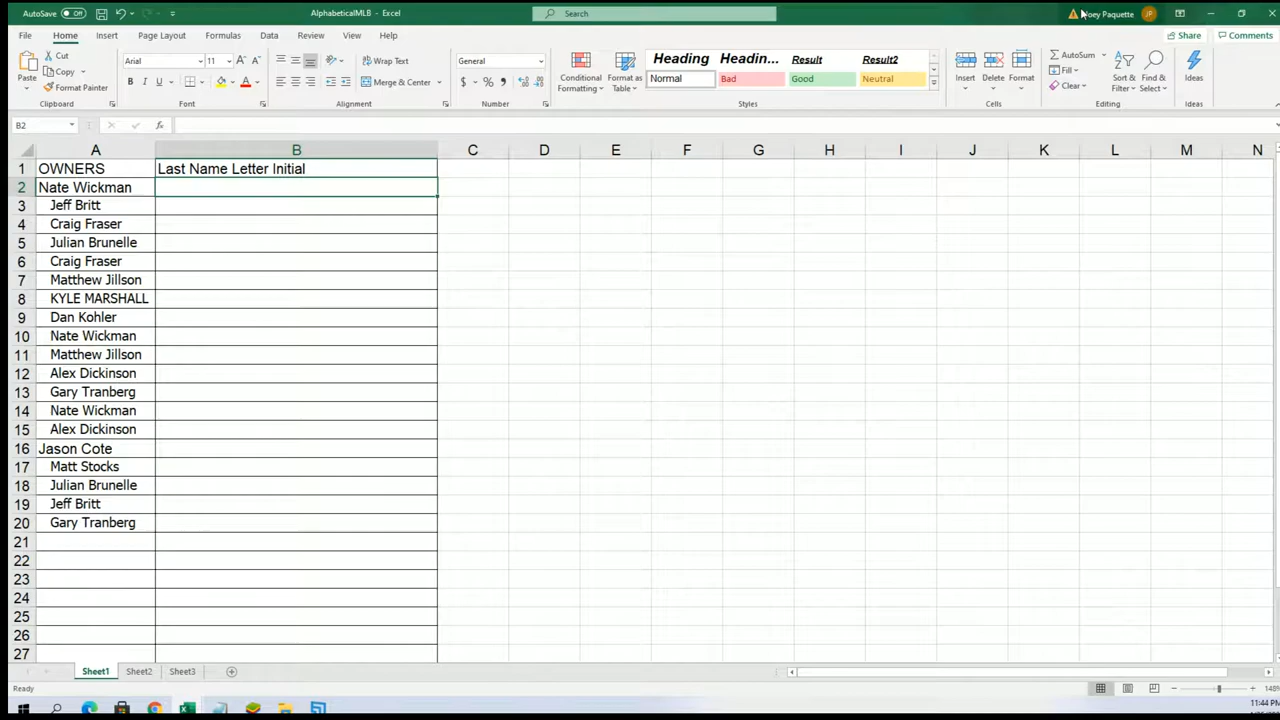 AutoSave Off
AlphabeticalMLB - Excel
Search
Joey Paquette JP
File Home Insert Page Layout Formulas Data Review View Help
Share Comments
Paste
Cut
Copy
Format Painter
Clipboard
Arial 11
B I U
Font
Wrap Text
Merge & Center
Alignment
General
$ % ,
Number
Conditional Formatting
Format as Table
Heading Headin... Result Result2
Normal Bad Good Neutral
Styles
Insert Delete Format
Cells
AutoSum
Fill
Clear
Sort & Filter
Find & Select
Editing
Ideas
Ideas
B2 fx
A B C D E F G H I J K L M N
1 OWNERS Last Name Letter Initial
2 Nate Wickman
3 Jeff Britt
4 Craig Fraser
5 Julian Brunelle
6 Craig Fraser
7 Matthew Jillson
8 KYLE MARSHALL
9 Dan Kohler
10 Nate Wickman
11 Matthew Jillson
12 Alex Dickinson
13 Gary Tranberg
14 Nate Wickman
15 Alex Dickinson
16 Jason Cote
17 Matt Stocks
18 Julian Brunelle
19 Jeff Britt
20 Gary Tranberg
21
22
23
24
25
26
27
Sheet1 Sheet2 Sheet3
Ready
148%
11:44 PM